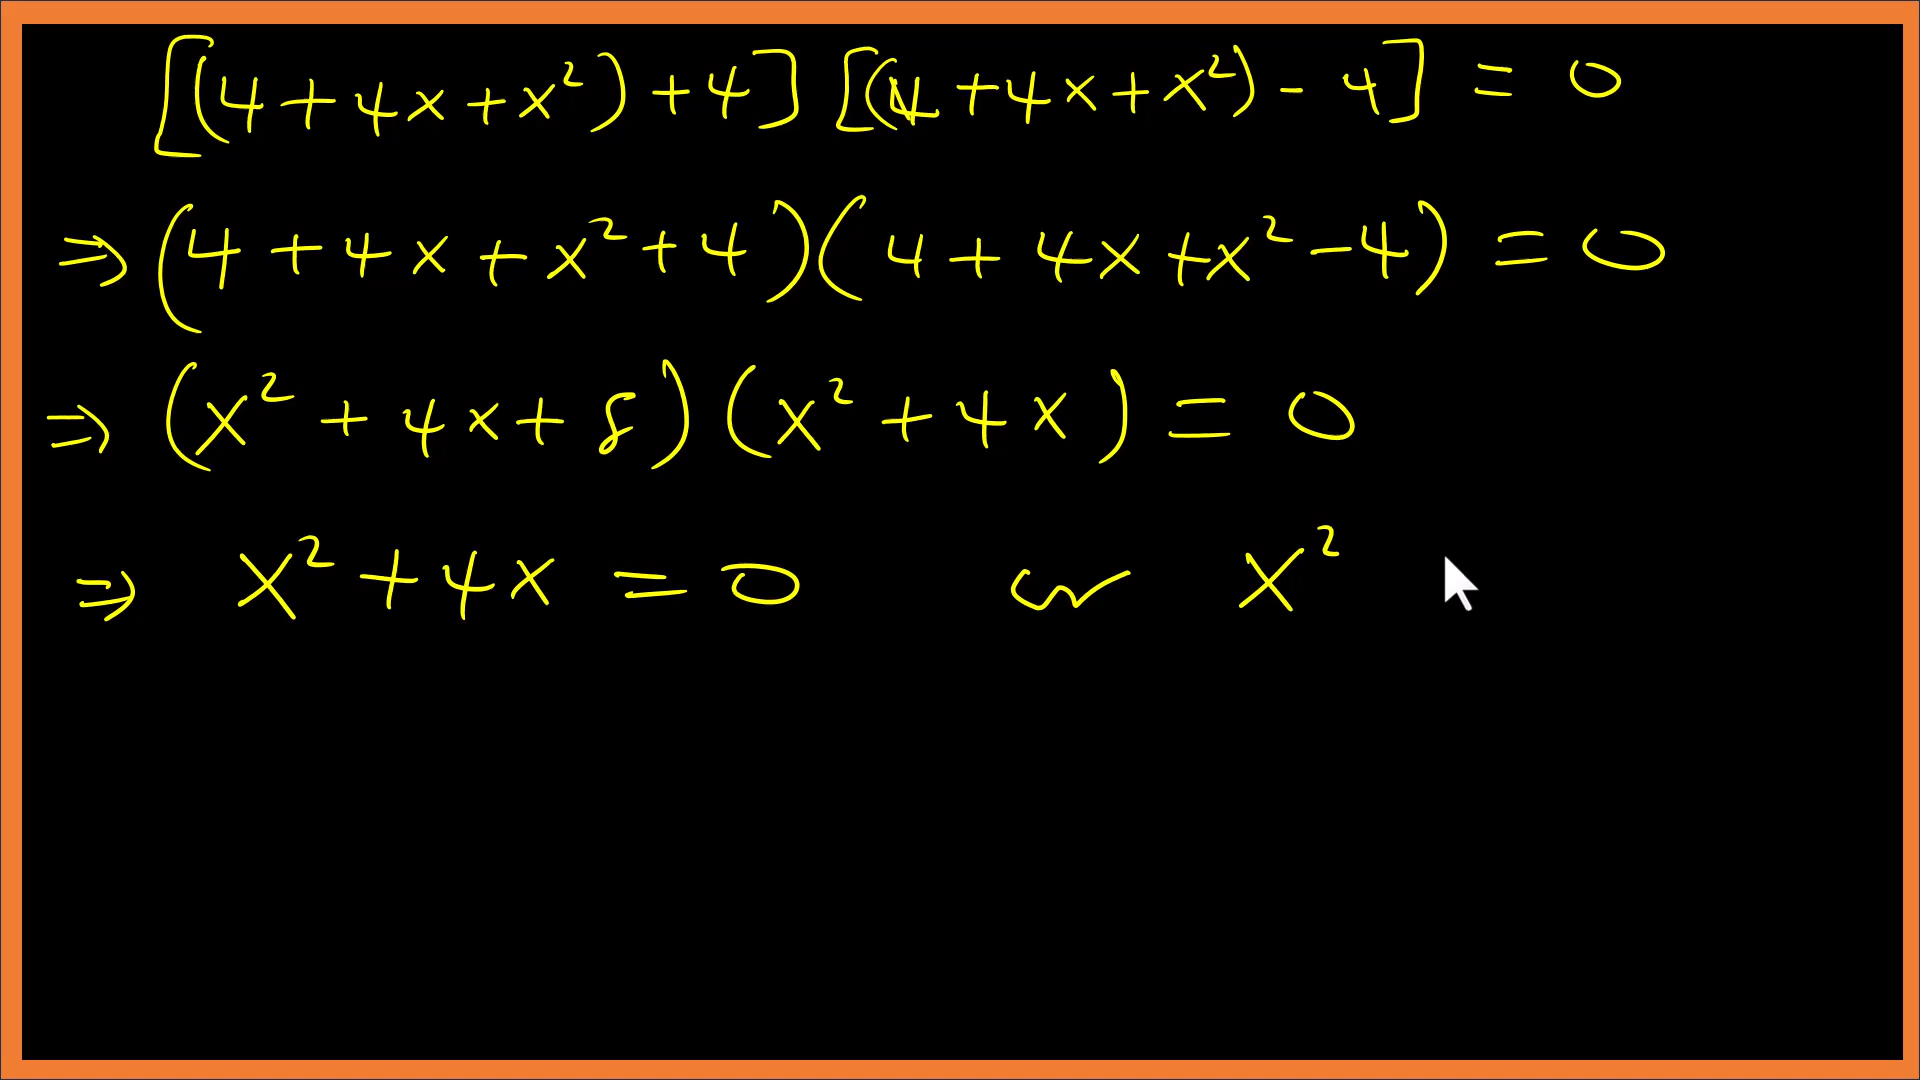 [(4+4x+x²)+4][(4+4x+x²)-4]=0
⇒(4+4x+x²+4)(4+4x+x²-4)=0
⇒(x²+4x+8)(x²+4x)=0
⇒ x²+4x=0 or x²